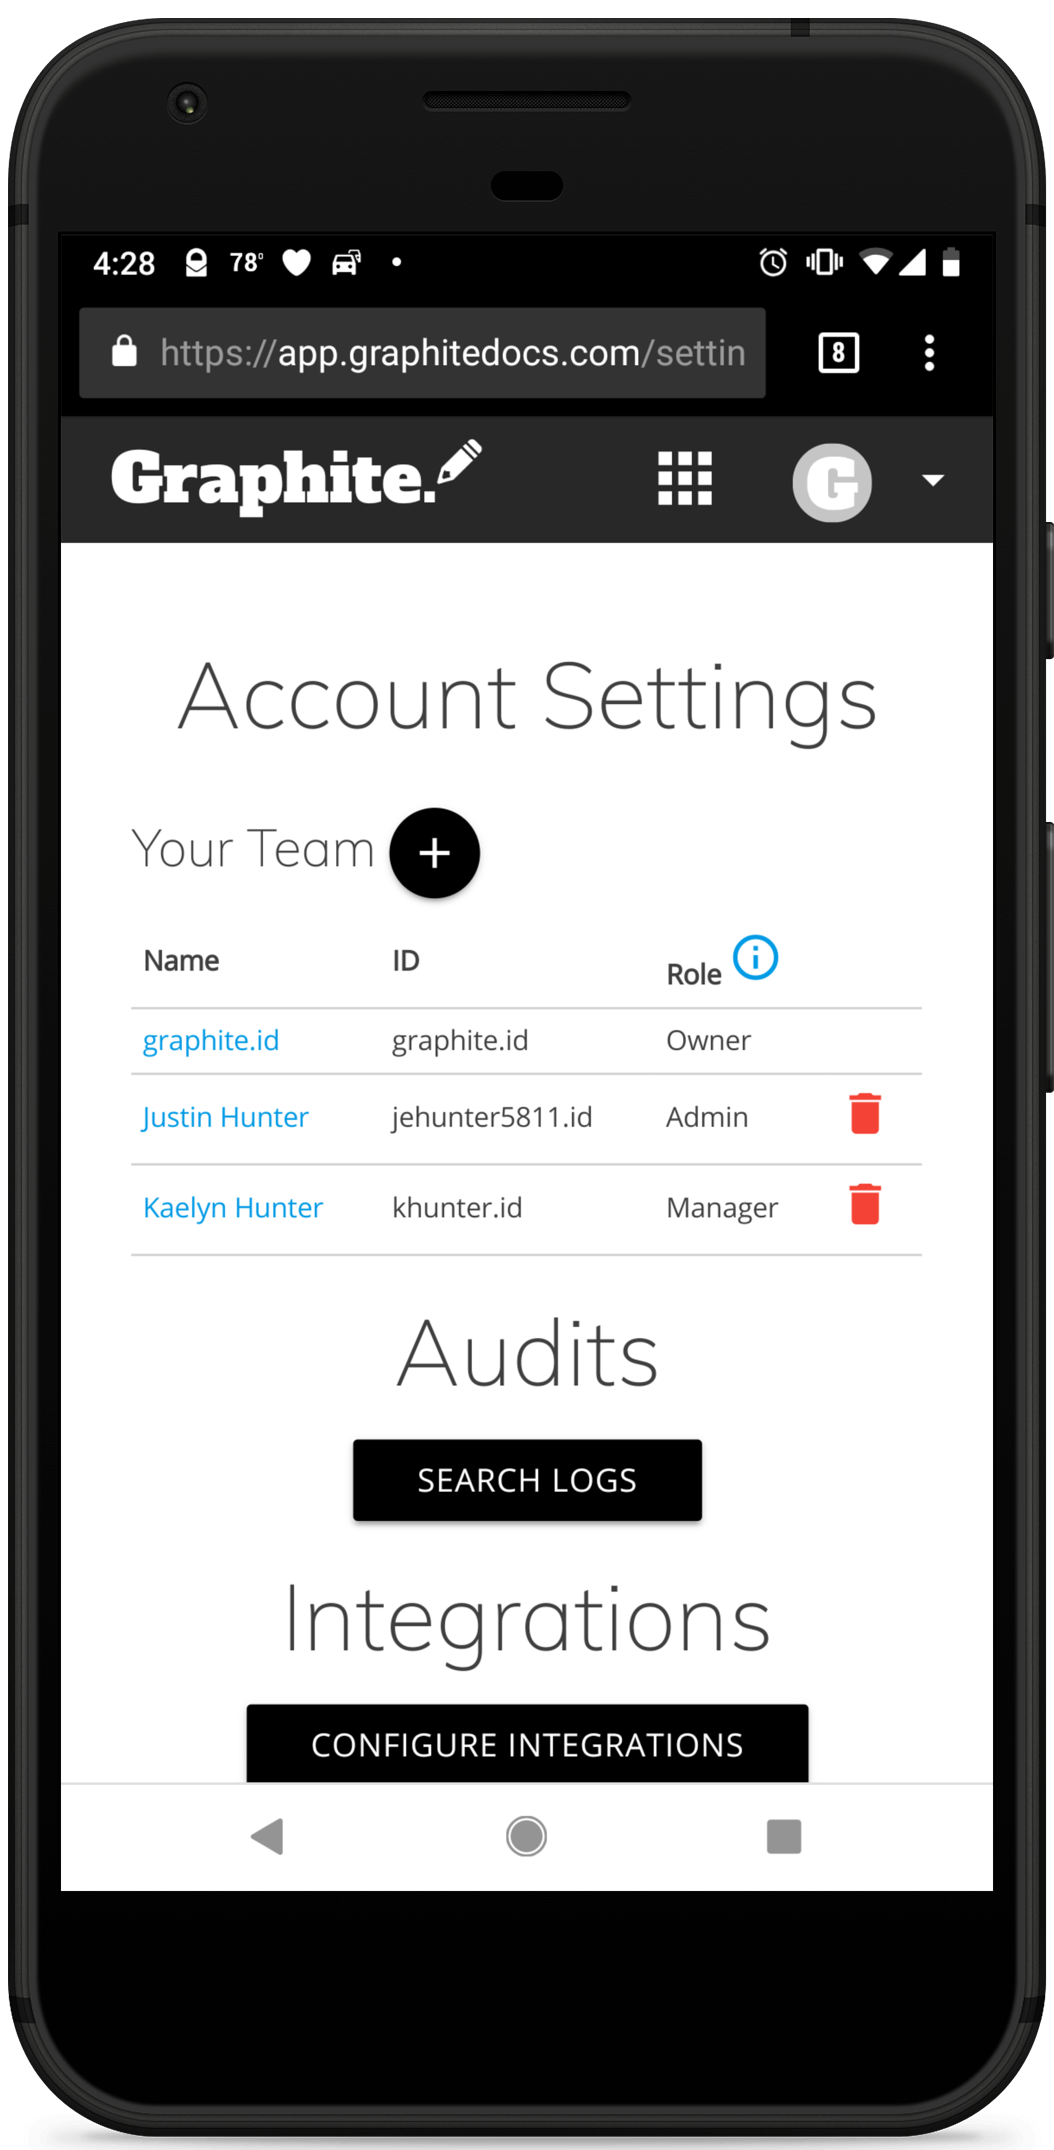 4:28 78°
https://app.graphitedocs.com/settin 8
Graphite. G
Account Settings
Your Team +
Name ID Role i
graphite.id graphite.id Owner
Justin Hunter jehunter5811.id Admin
Kaelyn Hunter khunter.id Manager
Audits
SEARCH LOGS
Integrations
CONFIGURE INTEGRATIONS